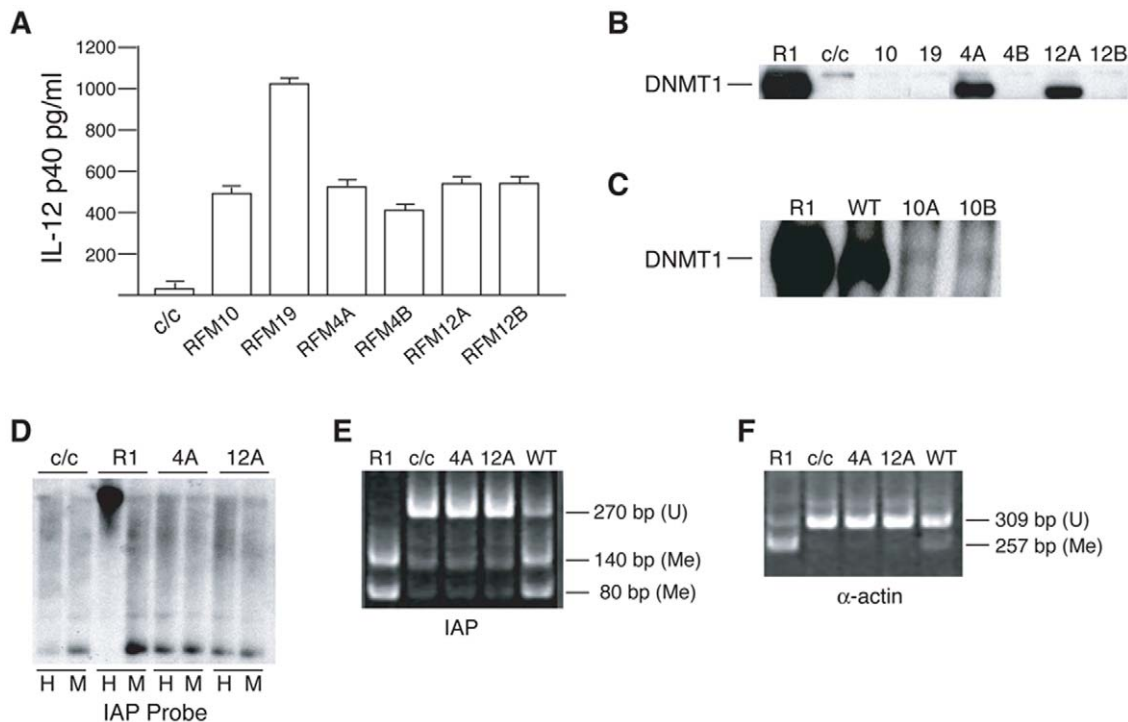 A
IL-12 p40 pg/ml
1200
1000
800
600
400
200
c/c
RFM10
RFM19
RFM4A
RFM4B
RFM12A
RFM12B
B
R1 c/c 10 19 4A 4B 12A 12B
DNMT1
C
R1 WT 10A 10B
DNMT1
D
c/c R1 4A 12A
H M H M H M H M
IAP Probe
E
R1 c/c 4A 12A WT
270 bp (U)
140 bp (Me)
80 bp (Me)
IAP
F
R1 c/c 4A 12A WT
309 bp (U)
257 bp (Me)
α-actin